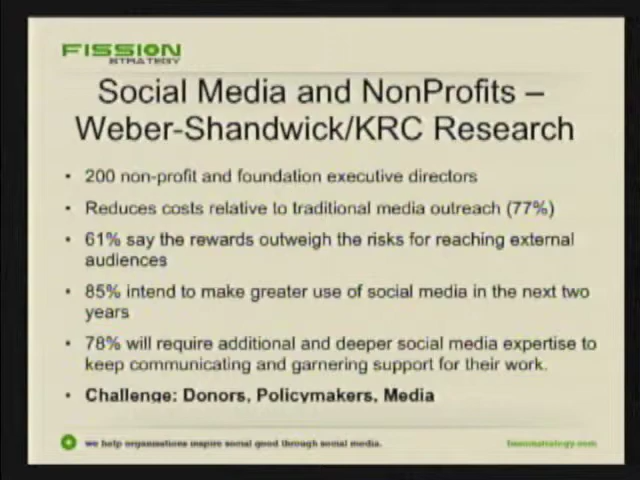 FISSION
STRATEGY
Social Media and NonProfits –
Weber-Shandwick/KRC Research
• 200 non-profit and foundation executive directors
• Reduces costs relative to traditional media outreach (77%)
• 61% say the rewards outweigh the risks for reaching external
audiences
• 85% intend to make greater use of social media in the next two
years
• 78% will require additional and deeper social media expertise to
keep communicating and garnering support for their work.
• Challenge: Donors, Policymakers, Media
we help organisations inspire social good through social media.
fissionstrategy.com